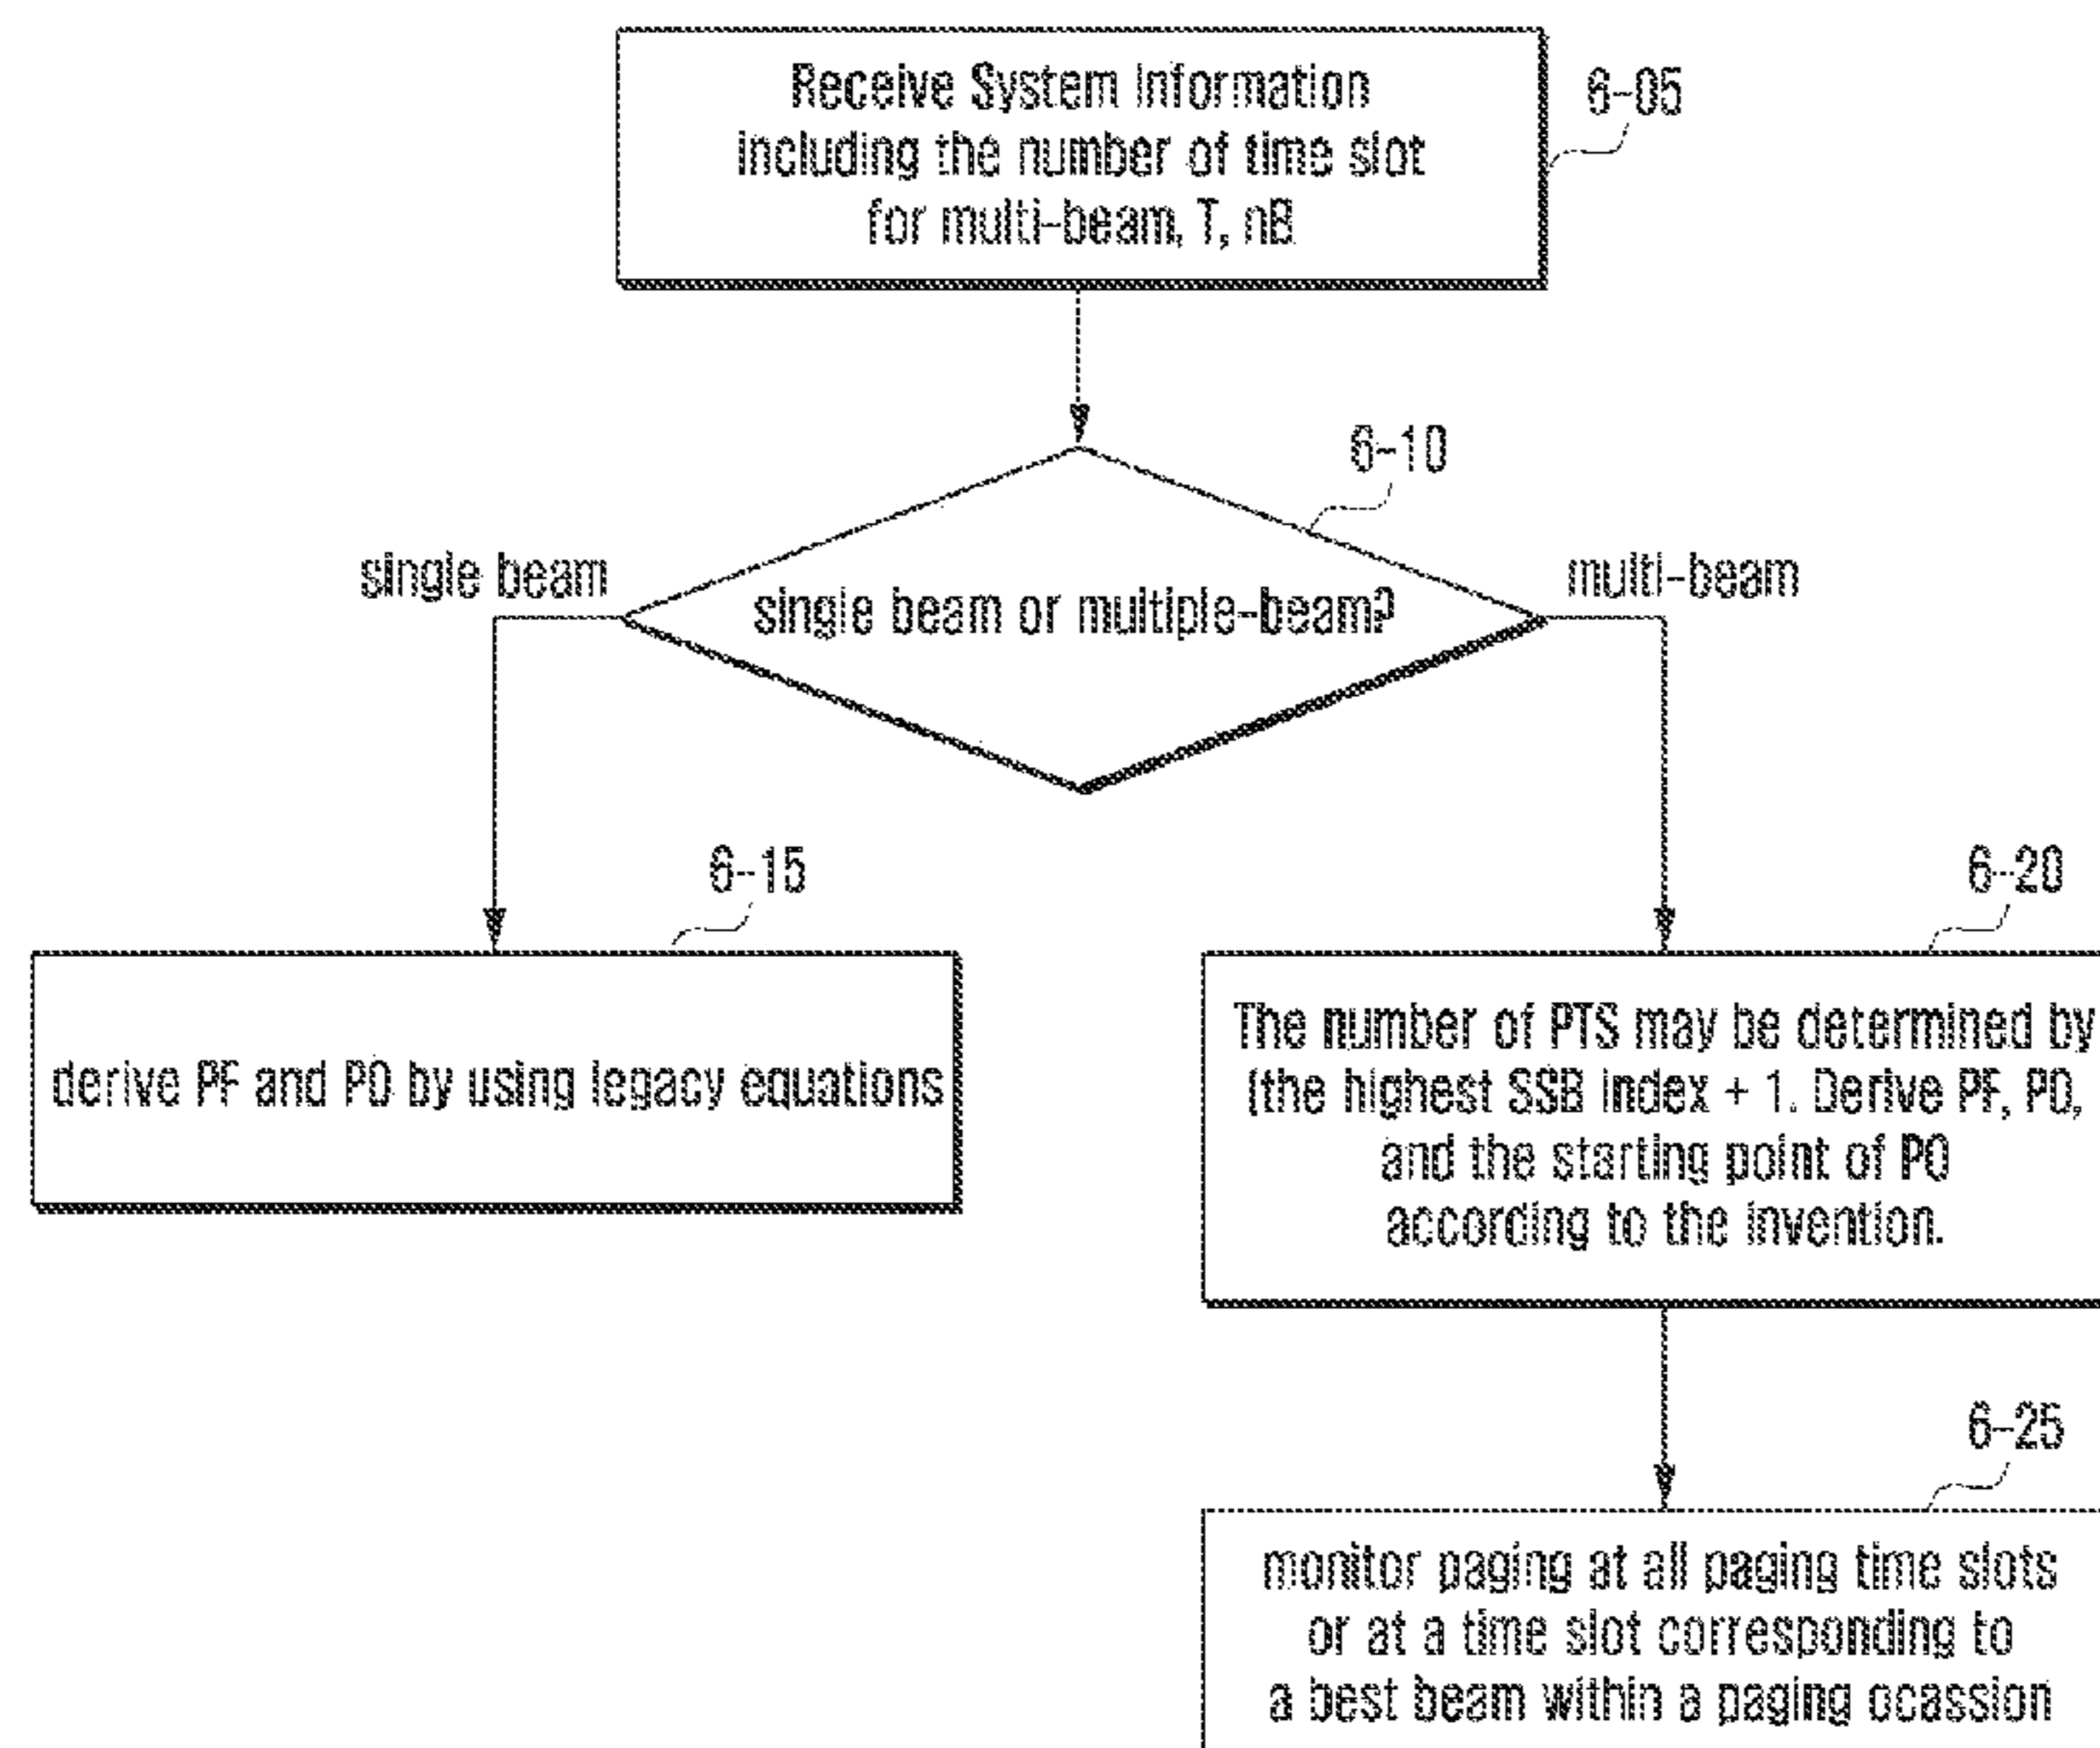 Receive System Information
including the number of time slot
for multi-beam, T, nB
6-05
6-10
single beam
single beam or multiple-beam?
multi-beam
6-15
6-20
derive PF and PO by using legacy equations
The number of PTS may be determined by
(the highest SSB index + 1. Derive PF, PO,
and the starting point of PO
according to the invention.
6-25
monitor paging at all paging time slots
or at a time slot corresponding to
a best beam within a paging ocassion